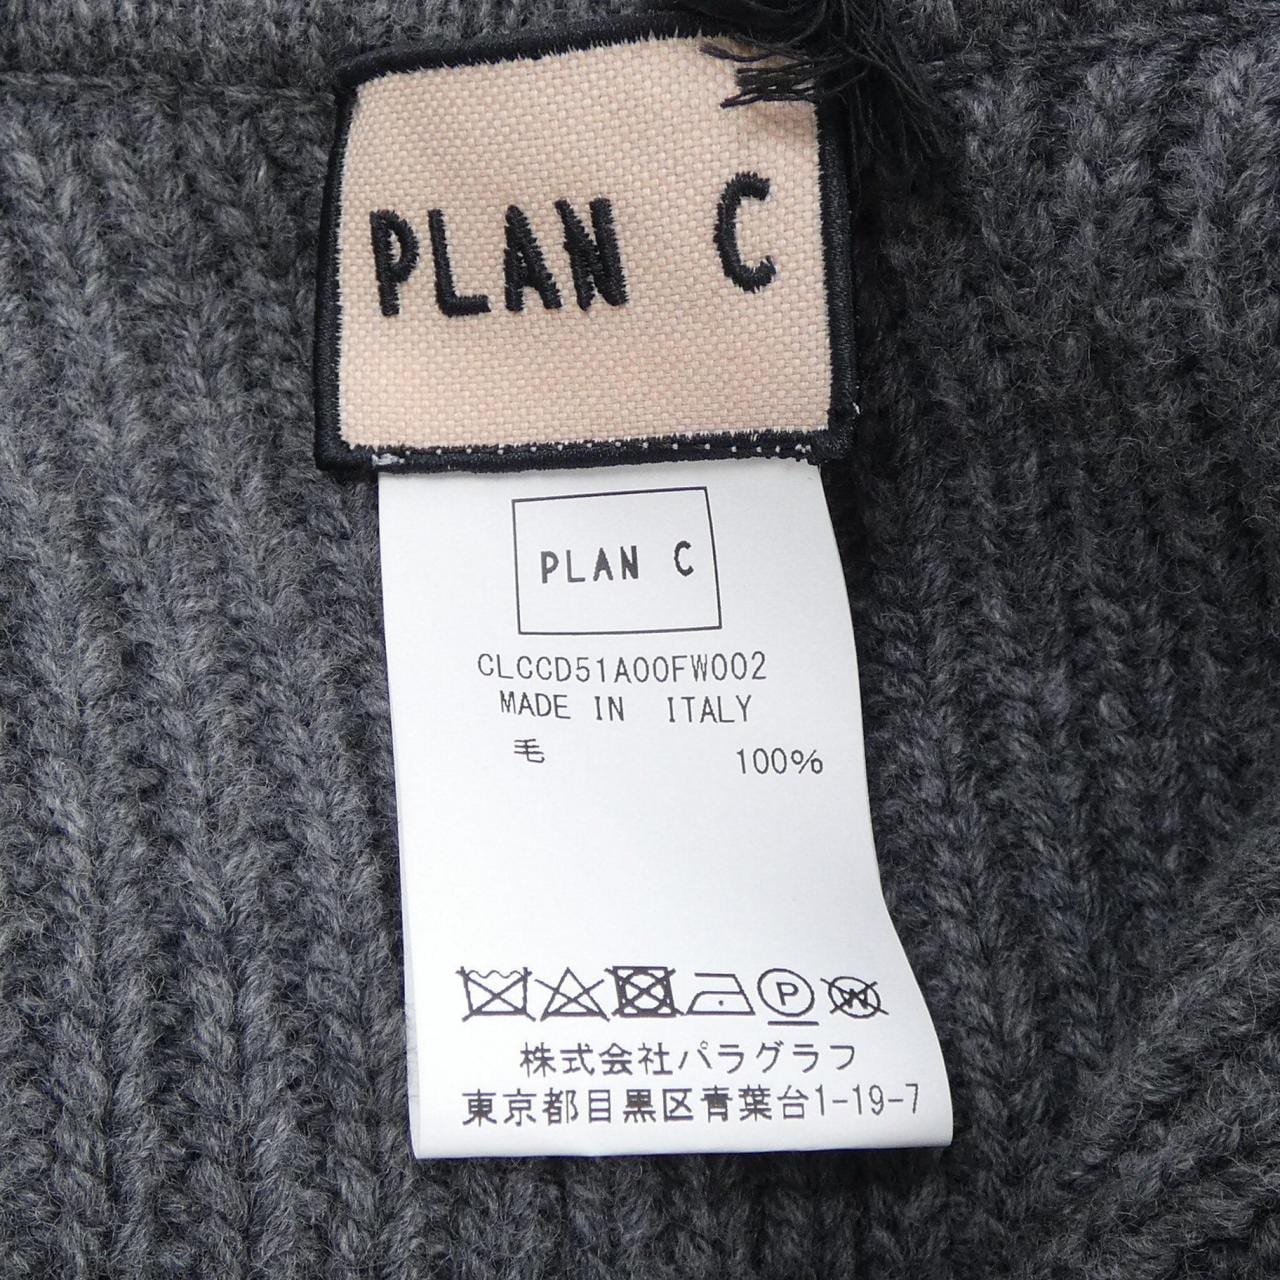 PLAN C
PLAN C
CLCCD51A00FW002
MADE IN ITALY
毛 100%
P W
株式会社パラグラフ
東京都目黒区青葉台1-19-7